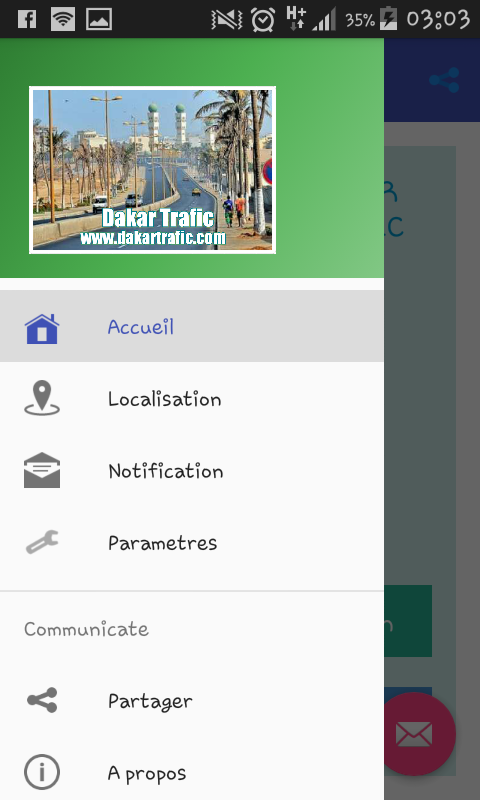 H+
35%
03:03
Dakar Trafic
www.dakartrafic.com
Accueil
Localisation
Notification
Parametres
Communicate
Partager
A propos